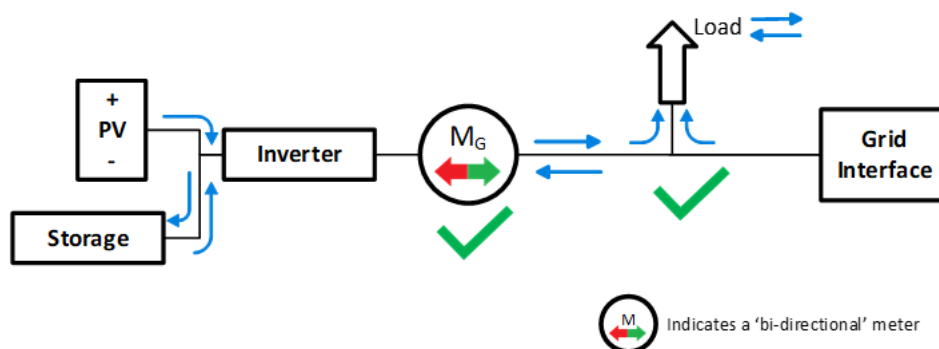 Load
+
PV
-
Inverter
MG
Grid
Interface
Storage
M
Indicates a 'bi-directional' meter